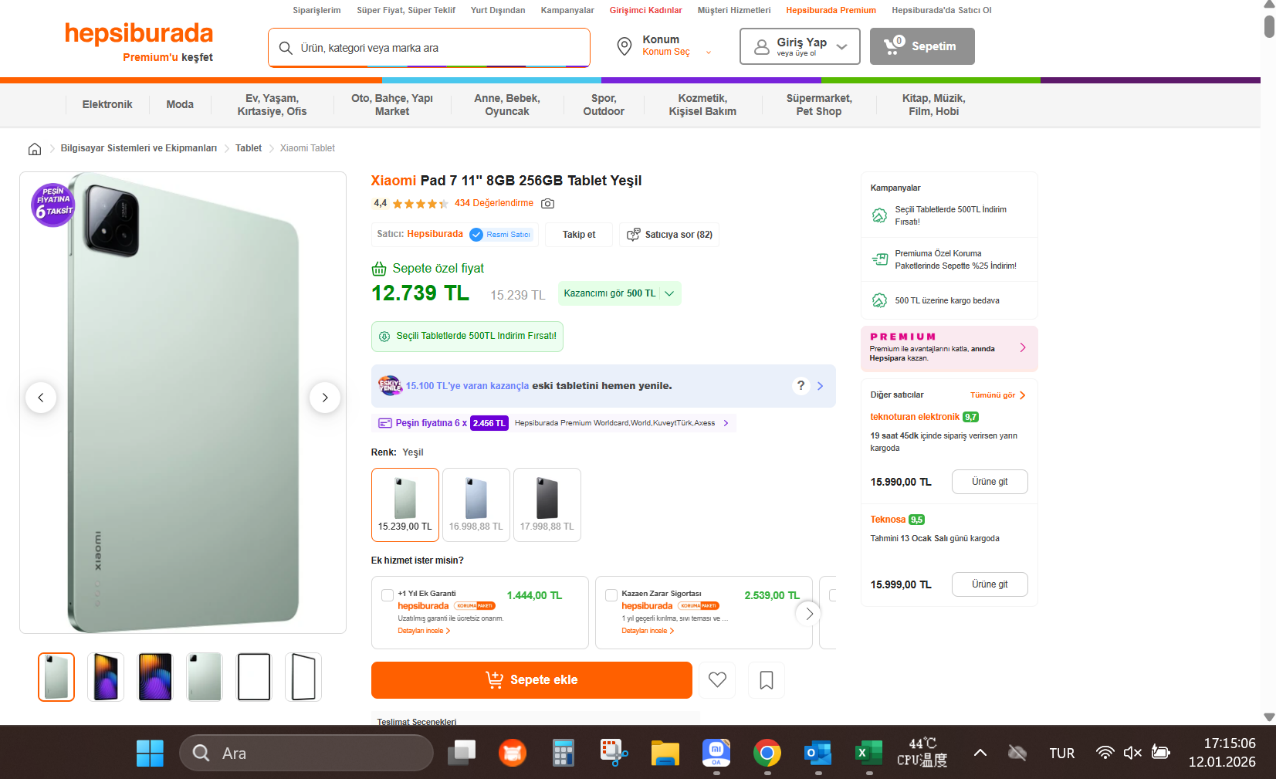 Siparişlerim
Süper Fiyat, Süper Teklif
Yurt Dışından
Kampanyalar
Girişimci Kadınlar
Müşteri Hizmetleri
Hepsiburada Premium
Hepsiburada'da Satıcı Ol
hepsiburada
Premium'u keşfet
Ürün, kategori veya marka ara
Konum
Konum Seç
Giriş Yap
veya üye ol
0
Sepetim
Elektronik
Moda
Ev, Yaşam,
Kırtasiye, Ofis
Oto, Bahçe, Yapı
Market
Anne, Bebek,
Oyuncak
Spor,
Outdoor
Kozmetik,
Kişisel Bakım
Süpermarket,
Pet Shop
Kitap, Müzik,
Film, Hobi
Bilgisayar Sistemleri ve Ekipmanları
Tablet
Xiaomi Tablet
PEŞİN
FİYATINA
6 TAKSİT
xiaomi
Xiaomi Pad 7 11" 8GB 256GB Tablet Yeşil
4,4
434 Değerlendirme
Satıcı: Hepsiburada
Resmi Satıcı
Takip et
Satıcıya sor (82)
Sepete özel fiyat
12.739 TL
15.239 TL
Kazancımı gör 500 TL
Seçili Tabletlerde 500TL İndirim Fırsatı!
ESKİYİ
YENİLE
15.100 TL'ye varan kazançla eski tabletini hemen yenile.
?
Peşin fiyatına 6 x 2.456 TL
Hepsiburada Premium Worldcard,World,KuveytTürk,Axess
Renk: Yeşil
15.239,00 TL
16.998,88 TL
17.998,88 TL
Ek hizmet ister misin?
+1 Yıl Ek Garanti
hepsiburada
KORUMA PAKETİ
1.444,00 TL
Uzatılmış garanti ile ücretsiz onarım.
Detayları incele
Kazaen Zarar Sigortası
hepsiburada
KORUMA PAKETİ
2.539,00 TL
1 yıl geçerli kırılma, sıvı teması ve ...
Detayları incele
Sepete ekle
Teslimat Seçenekleri
Kampanyalar
Seçili Tabletlerde 500TL İndirim
Fırsatı!
Premiuma Özel Koruma
Paketlerinde Sepette %25 İndirim!
500 TL üzerine kargo bedava
PREMIUM
Premium ile avantajlarını katla, anında
Hepsipara kazan.
Diğer satıcılar
Tümünü gör
teknoturan elektronik 9,7
19 saat 45dk içinde sipariş verirsen yarın
kargoda
15.990,00 TL
Ürüne git
Teknosa 9,5
Tahmini 13 Ocak Salı günü kargoda
15.999,00 TL
Ürüne git
Ara
mi
OA
44℃
CPU温度
TUR
17:15:06
12.01.2026